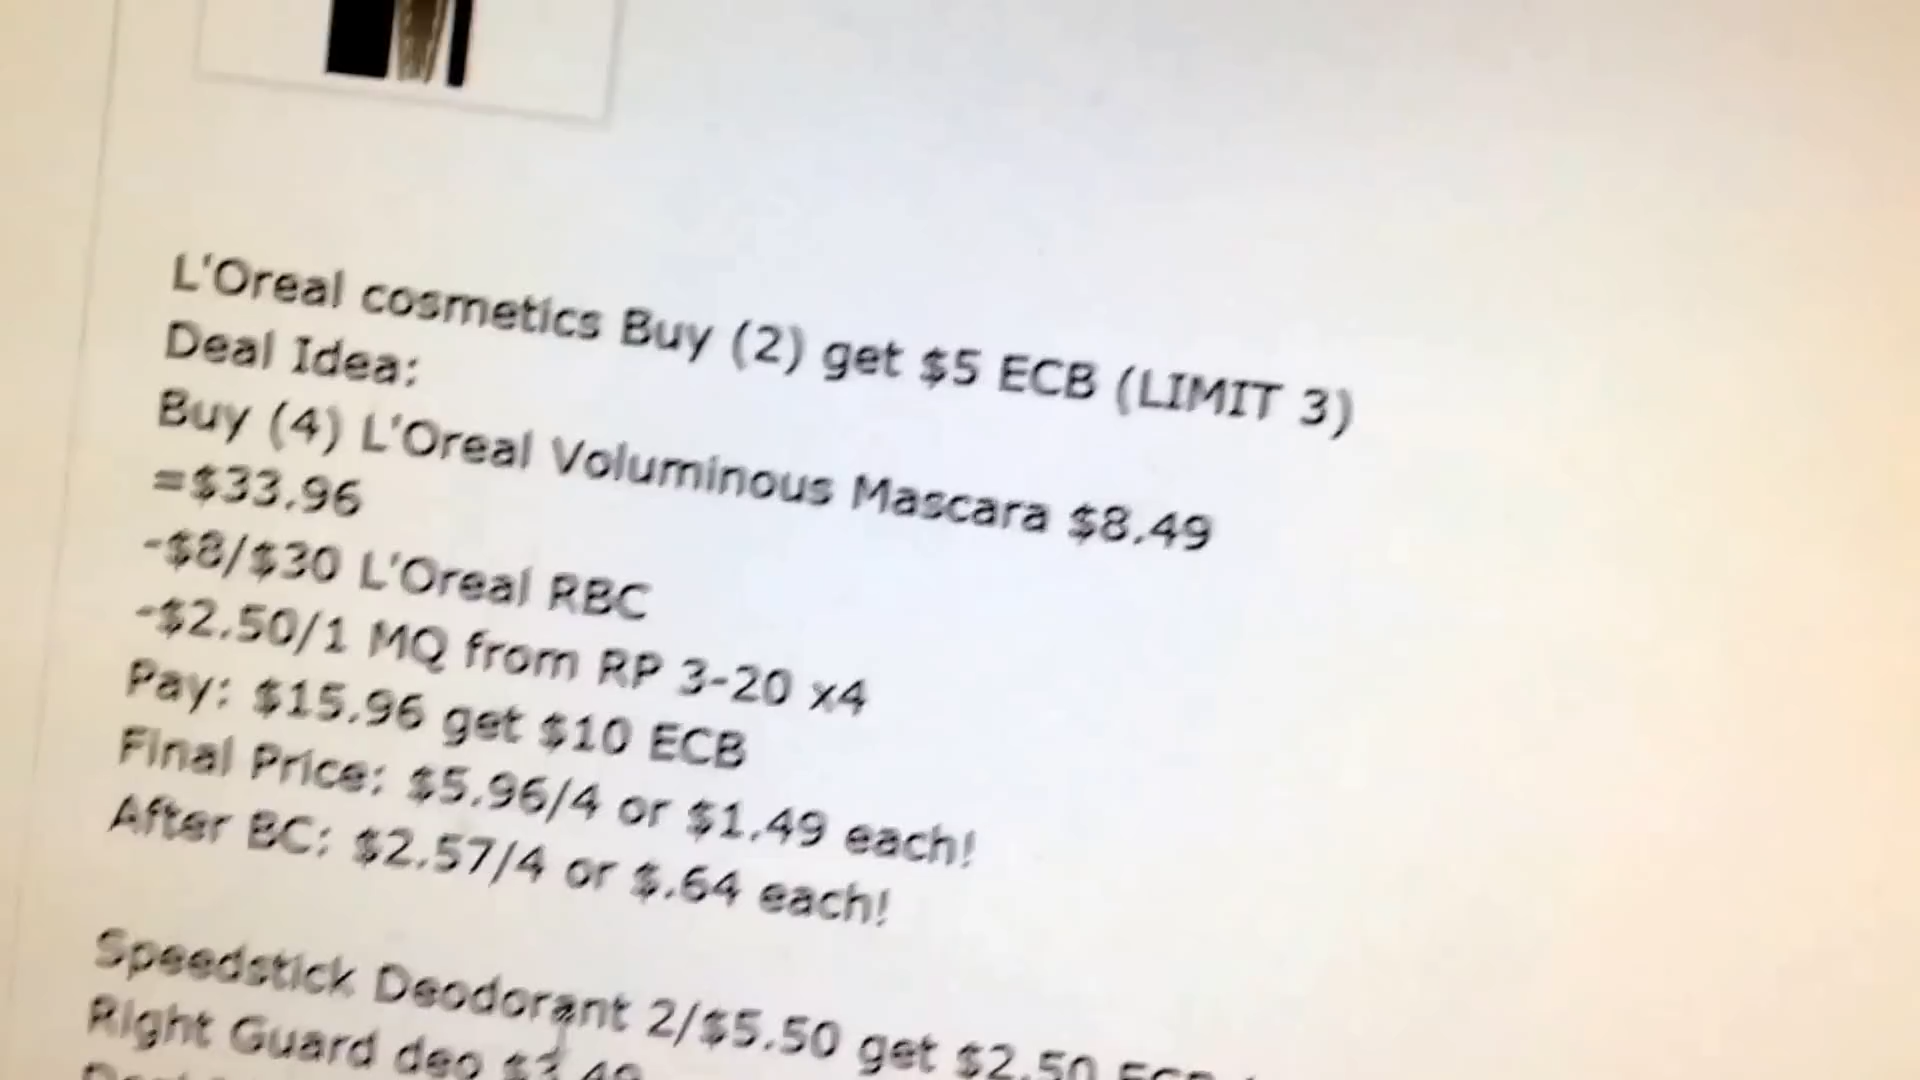 L'Oreal cosmetics Buy (2) get $5 ECB (LIMIT 3)
Deal Idea:
Buy (4) L'Oreal Voluminous Mascara $8.49
=$33.96
-$8/$30 L'Oreal RBC
-$2.50/1 MQ from RP 3-20 x4
Pay: $15.96 get $10 ECB
Final Price: $5.96/4 or $1.49 each!
After BC: $2.57/4 or $.64 each!
Speedstick Deodorant 2/$5.50 get $2.50 ECB
Right Guard deo $3.49